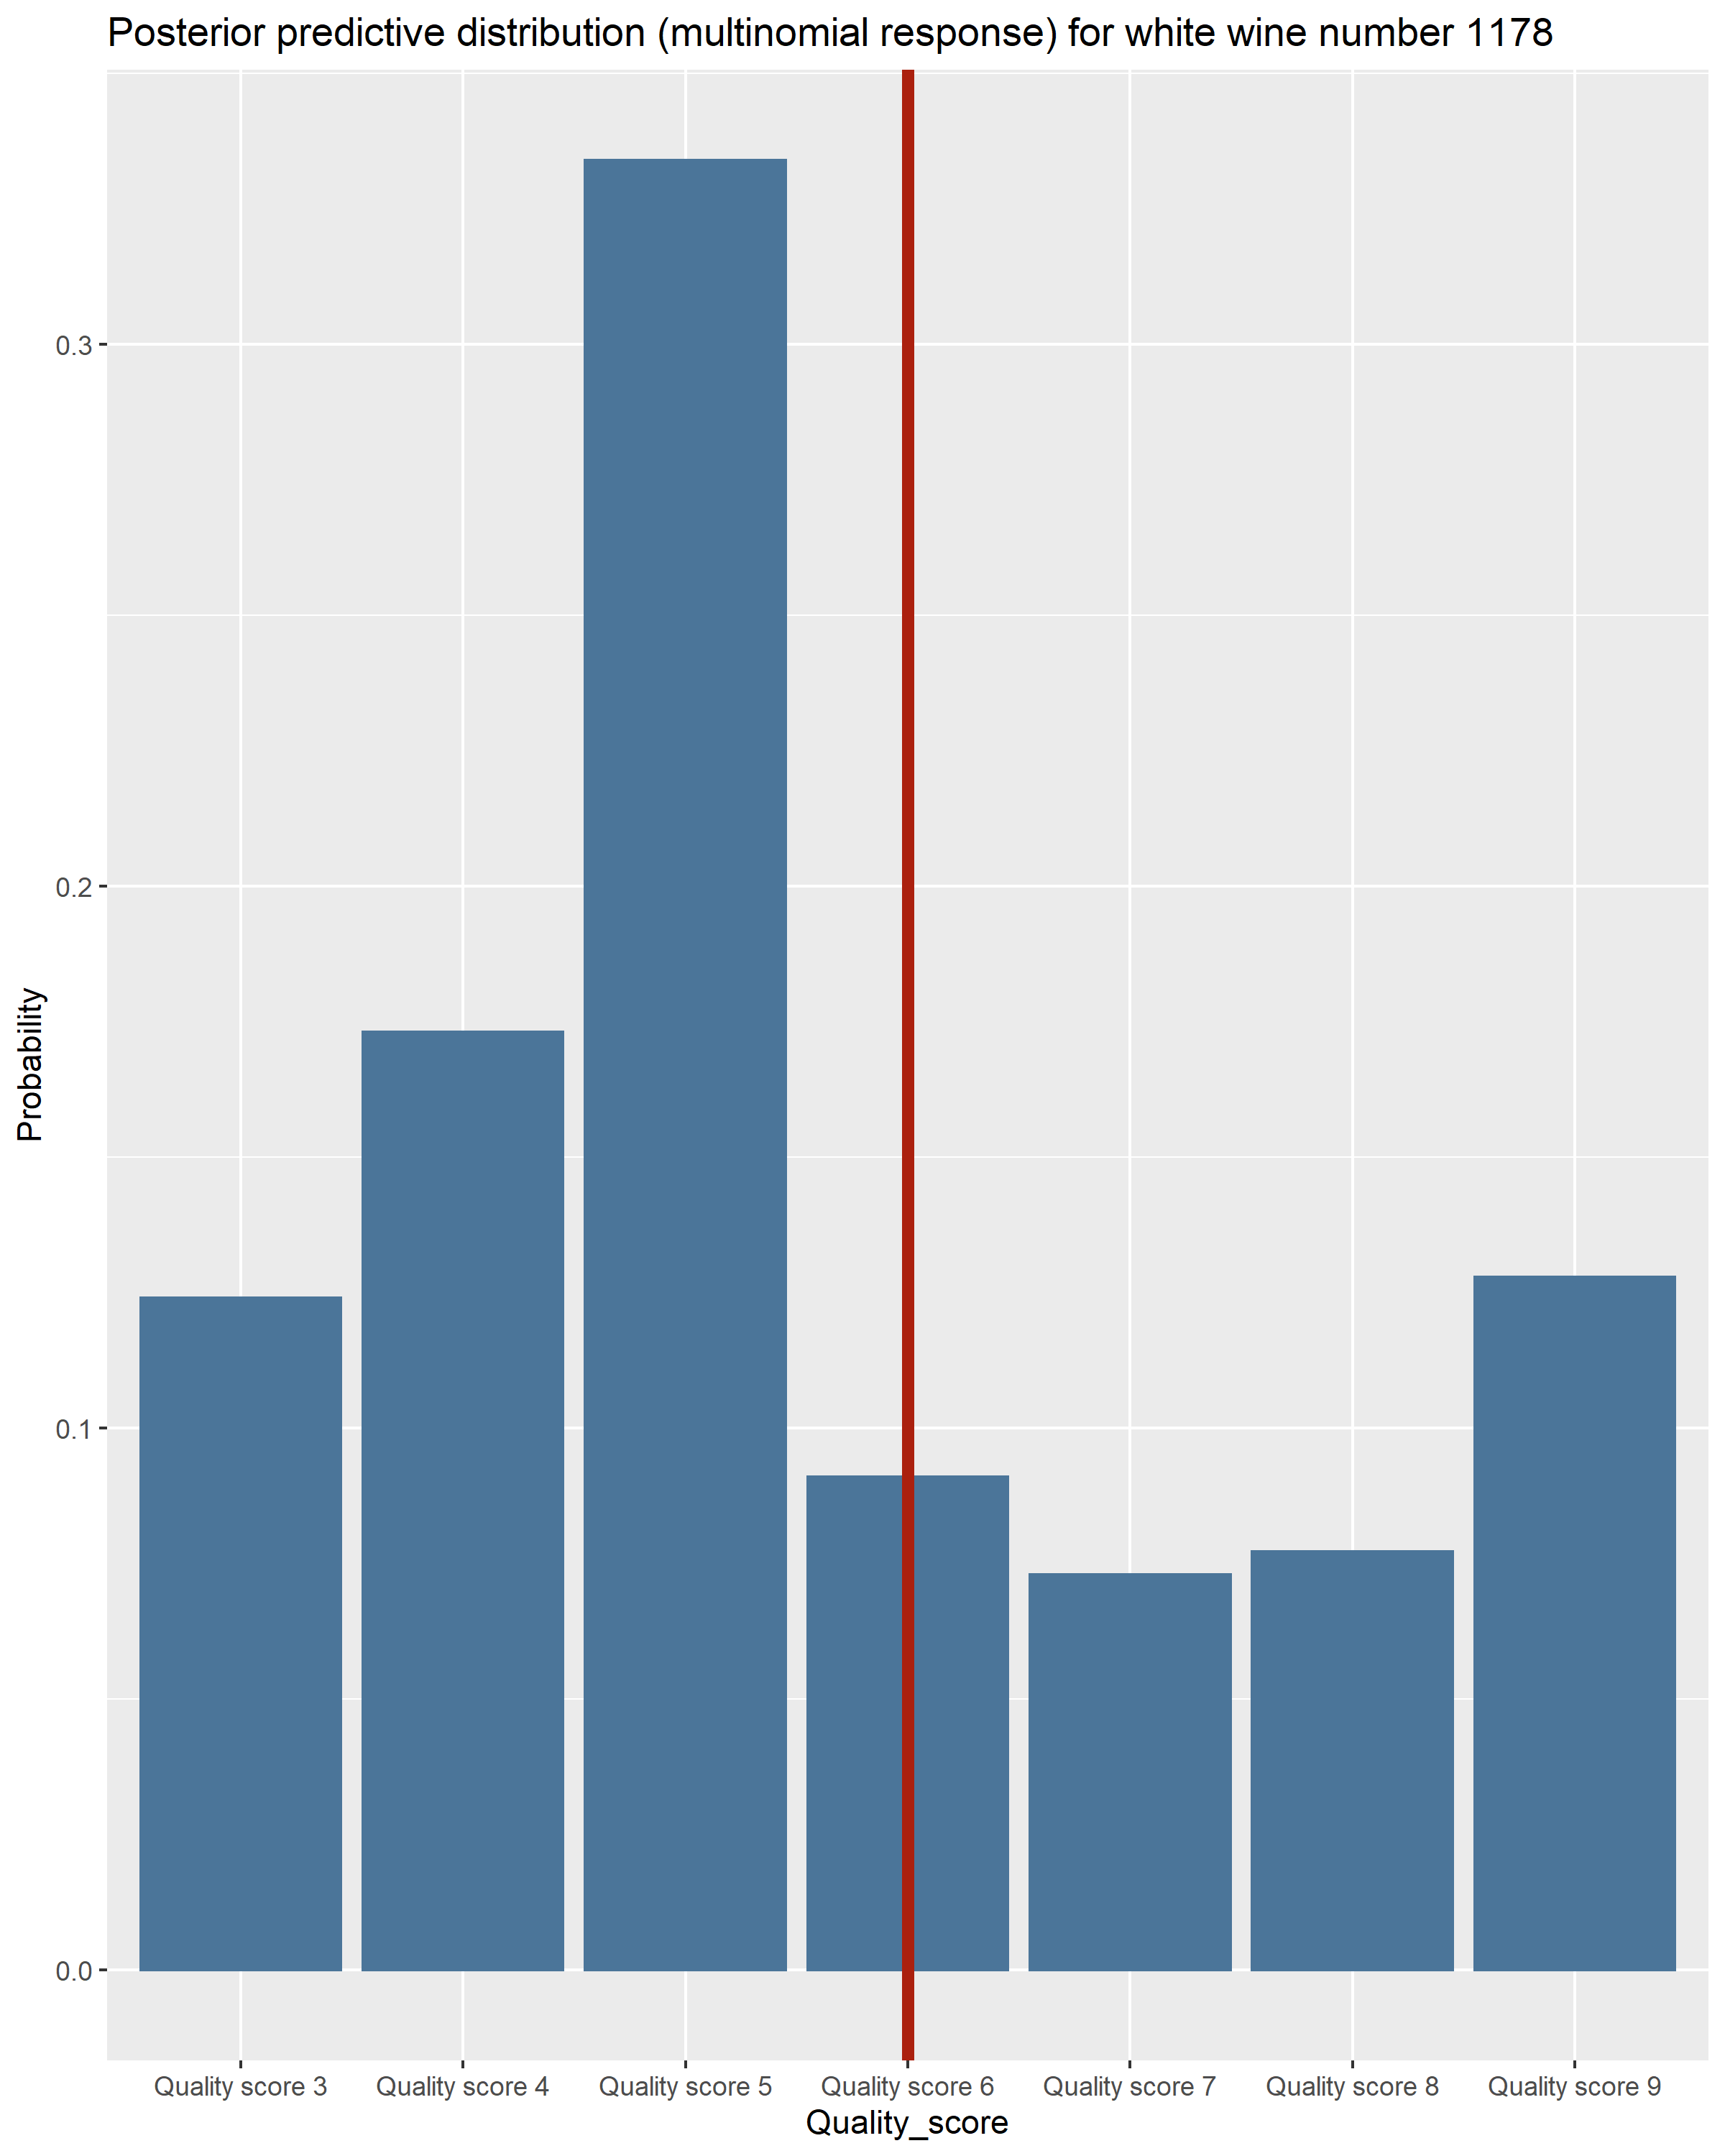 Posterior predictive distribution (multinomial response) for white wine number 1178
Probability
0.3
0.2
0.1
0.0
Quality score 3 Quality score 4 Quality score 5 Quality score 6 Quality score 7 Quality score 8 Quality score 9
Quality_score